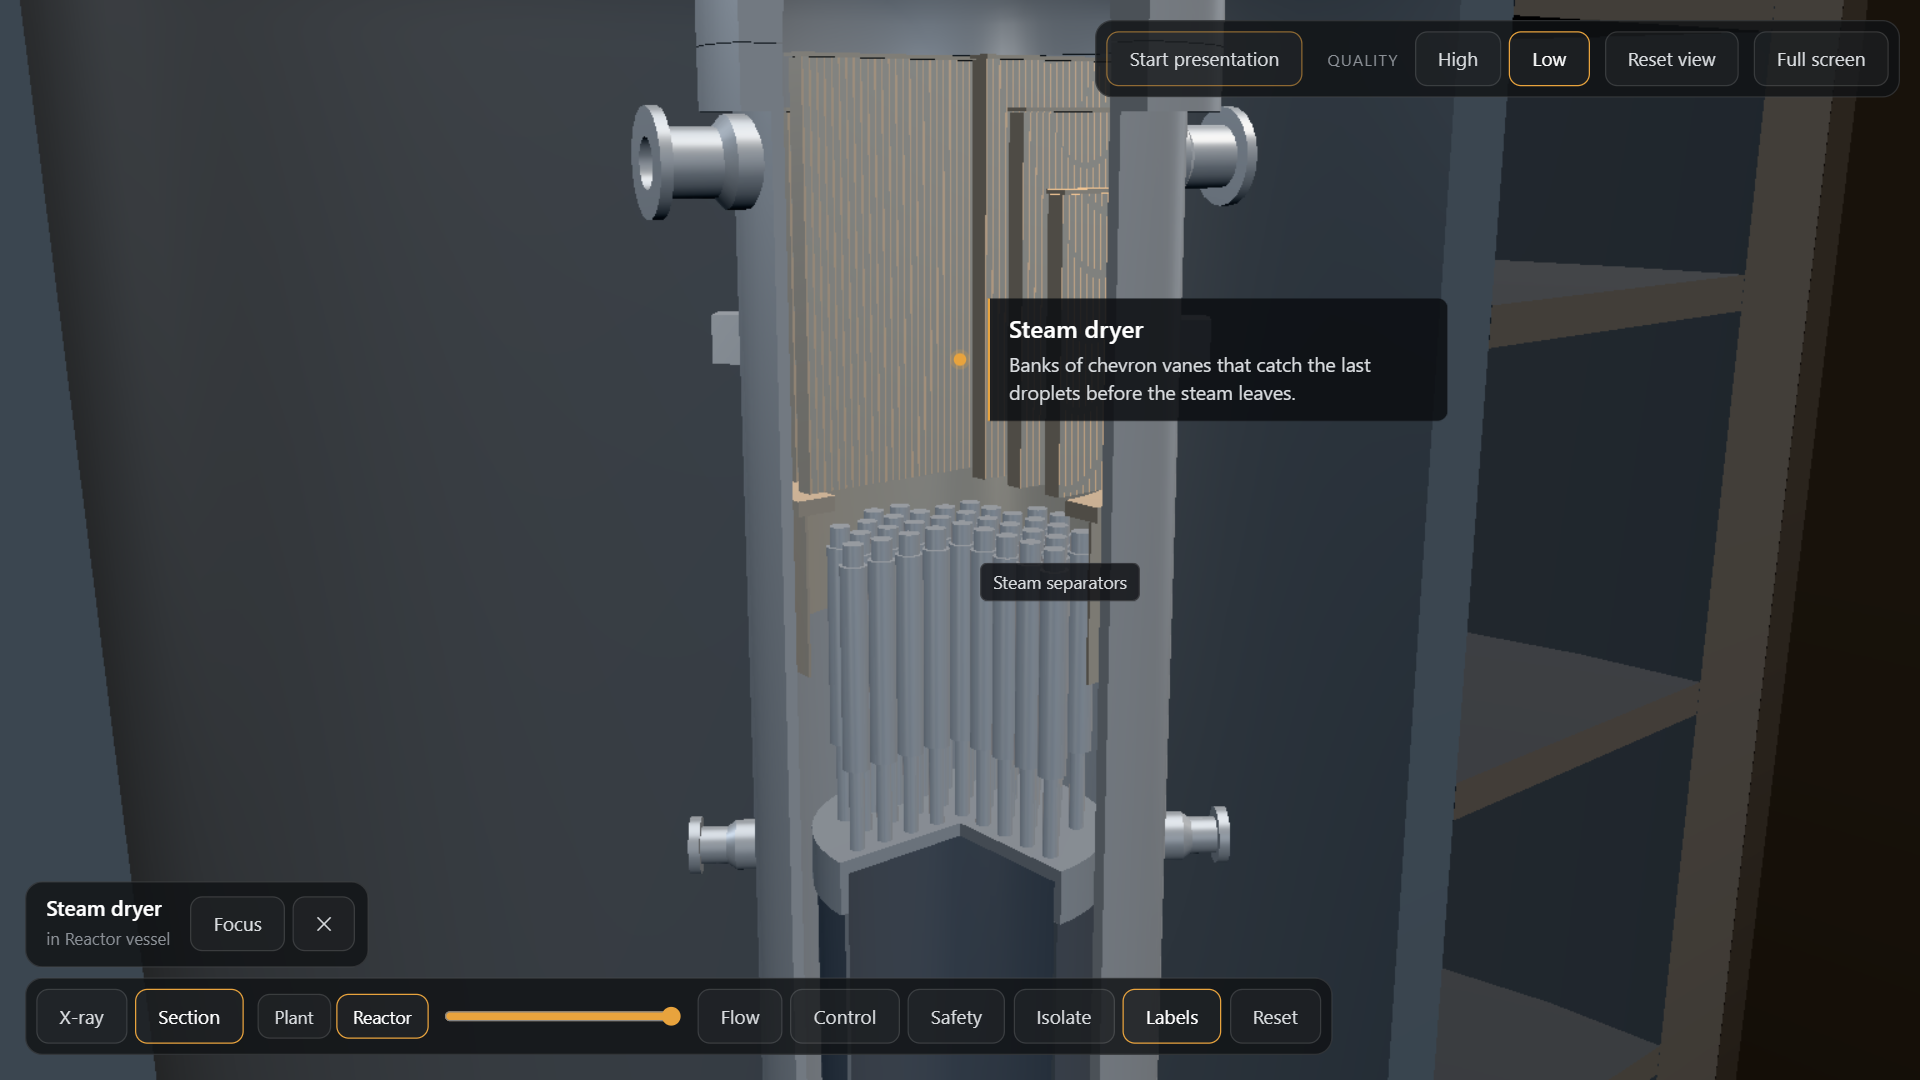 Start presentation
QUALITY
High
Low
Reset view
Full screen
Steam dryer
Banks of chevron vanes that catch the last
droplets before the steam leaves.
Steam separators
Steam dryer
in Reactor vessel
Focus
X-ray
Section
Plant
Reactor
Flow
Control
Safety
Isolate
Labels
Reset